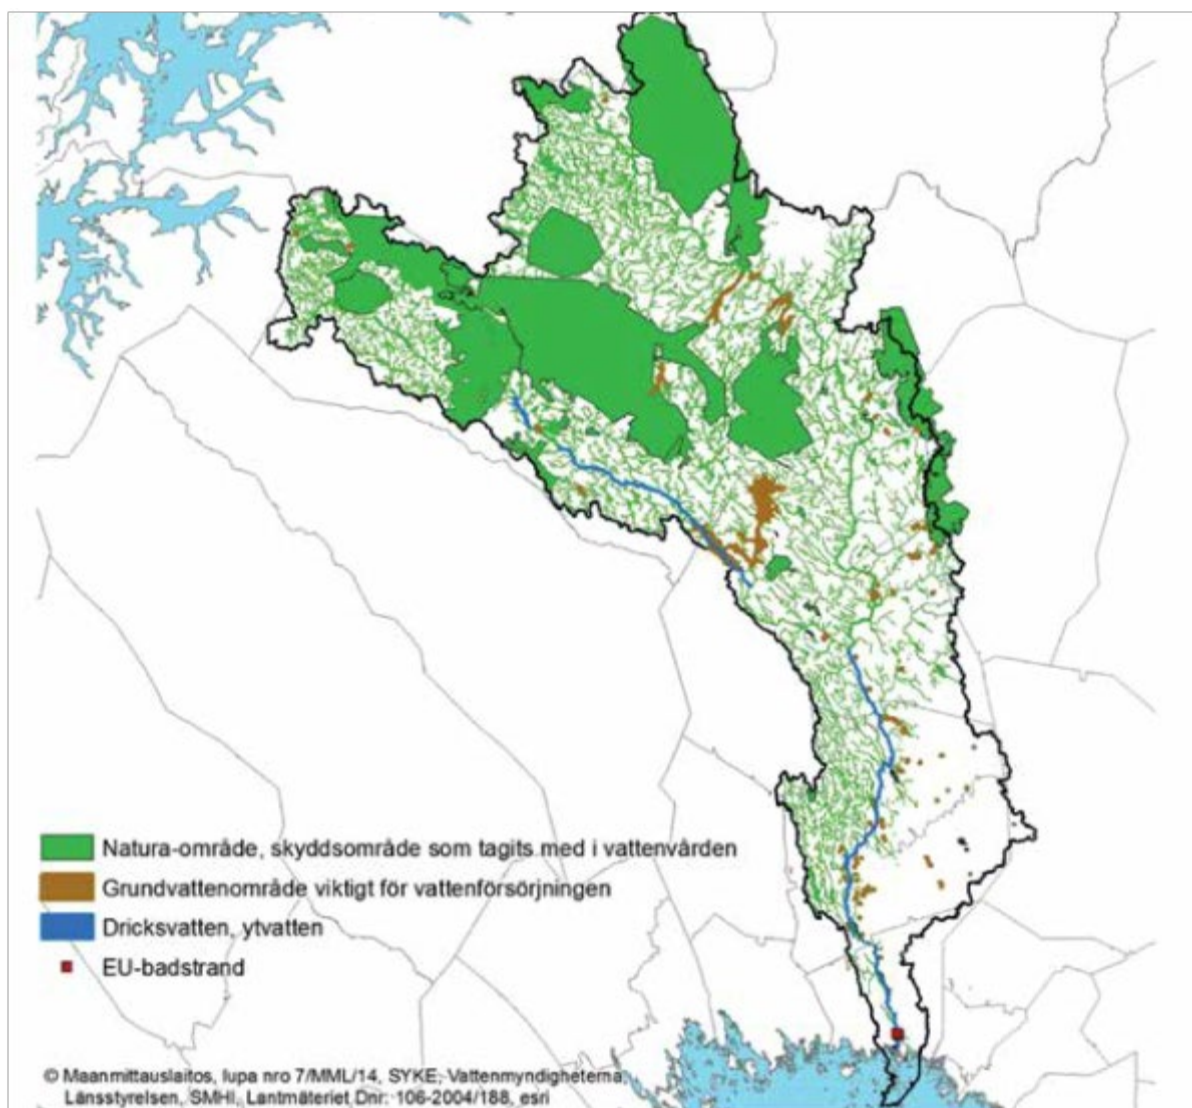 Natura-område, skyddsområde som tagits med i vattenvården
Grundvattenområde viktigt för vattenförsörjningen
Dricksvatten, ytvatten
EU-badstrand
© Maanmittauslaitos, lupa nro 7/MML/14, SYKE, Vattenmyndigheterna,
Länsstyrelsen, SMHI, Lantmäteriet Dnr: 106-2004/188, esri